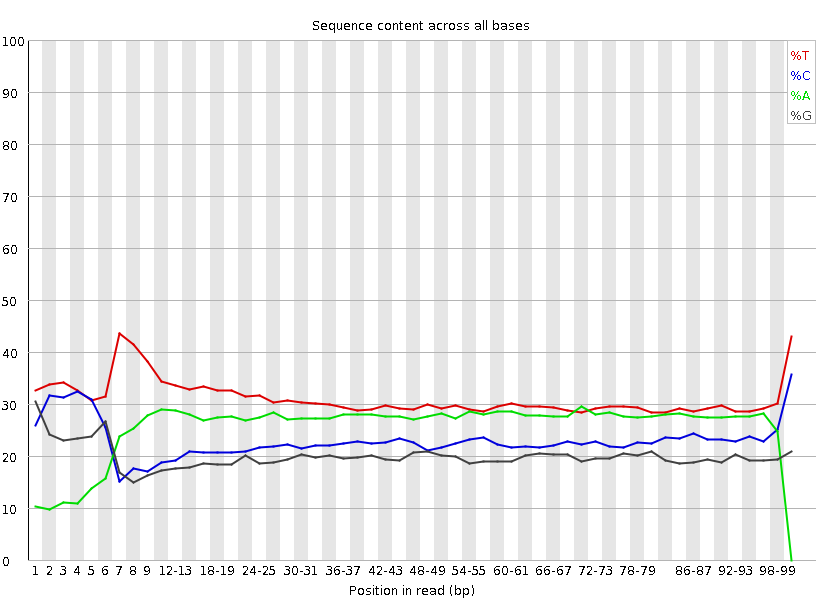 Sequence content across all bases
100
90
80
70
60
50
40
30
20
10
0
%T
%C
%A
%G
1 2 3 4 5 6 7 8 9 12-13 18-19 24-25 30-31 36-37 42-43 48-49 54-55 60-61 66-67 72-73 78-79 86-87 92-93 98-99
Position in read (bp)